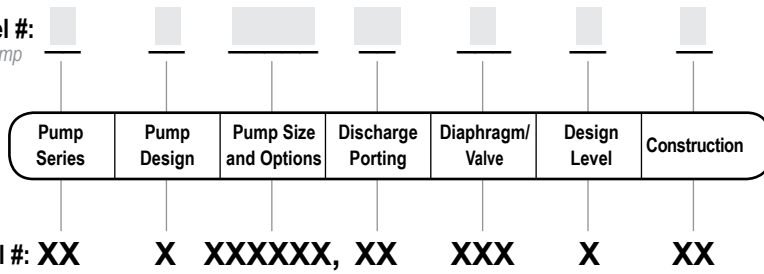 el #:
mp
Pump Series
Pump Design
Pump Size and Options
Discharge Porting
Diaphragm/ Valve
Design Level
Construction
l #: XX X XXXXXX, XX XXX X XX